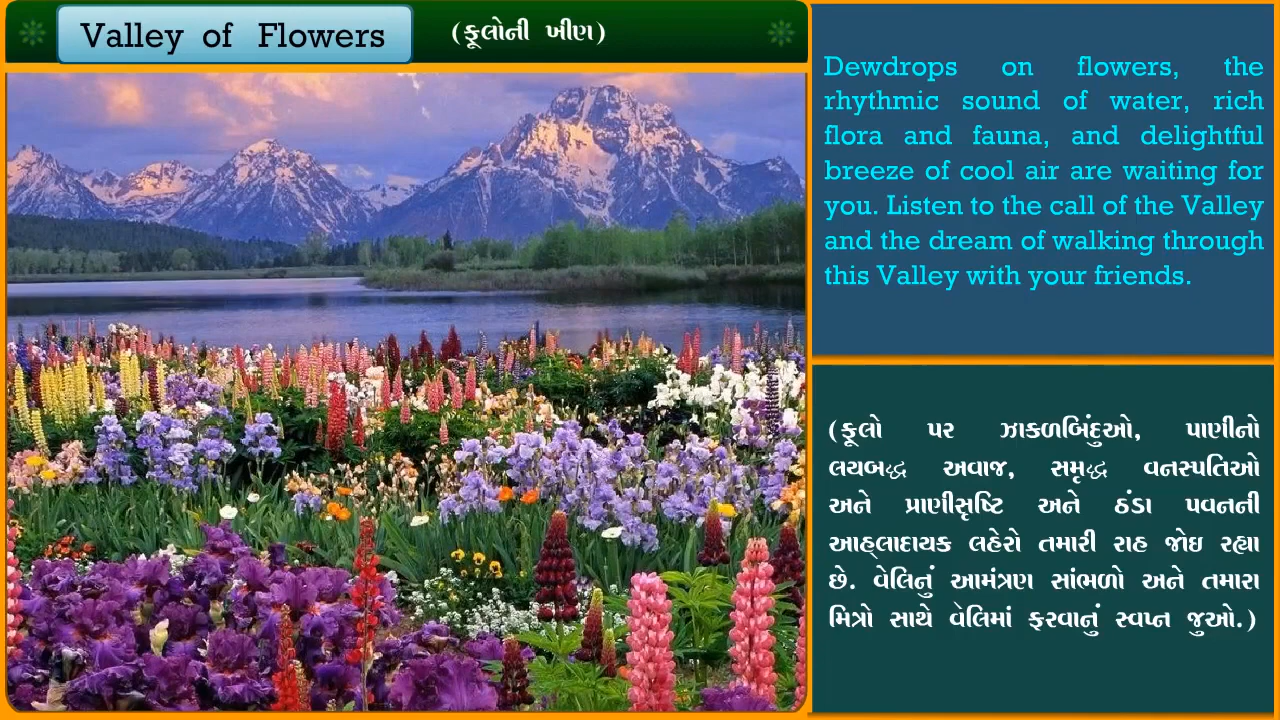 Valley of Flowers
(ફૂલોની ખીણ)
Dewdrops on flowers, the
rhythmic sound of water, rich
flora and fauna, and delightful
breeze of cool air are waiting for
you. Listen to the call of the Valley
and the dream of walking through
this Valley with your friends.
(ફૂલો પર ઝાકળબિંદુઓ, પાણીનો
લયબદ્ધ અવાજ, સમૃદ્ધ વનસ્પતિઓ
અને પ્રાણીસૃષ્ટિ અને ઠંડા પવનની
આહ્લાદાયક લહેરો તમારી રાહ જોઇ રહ્યા
છે. વેલિનું આમંત્રણ સાંભળો અને તમારા
મિત્રો સાથે વેલિમાં ફરવાનું સ્વપ્ન જુઓ.)